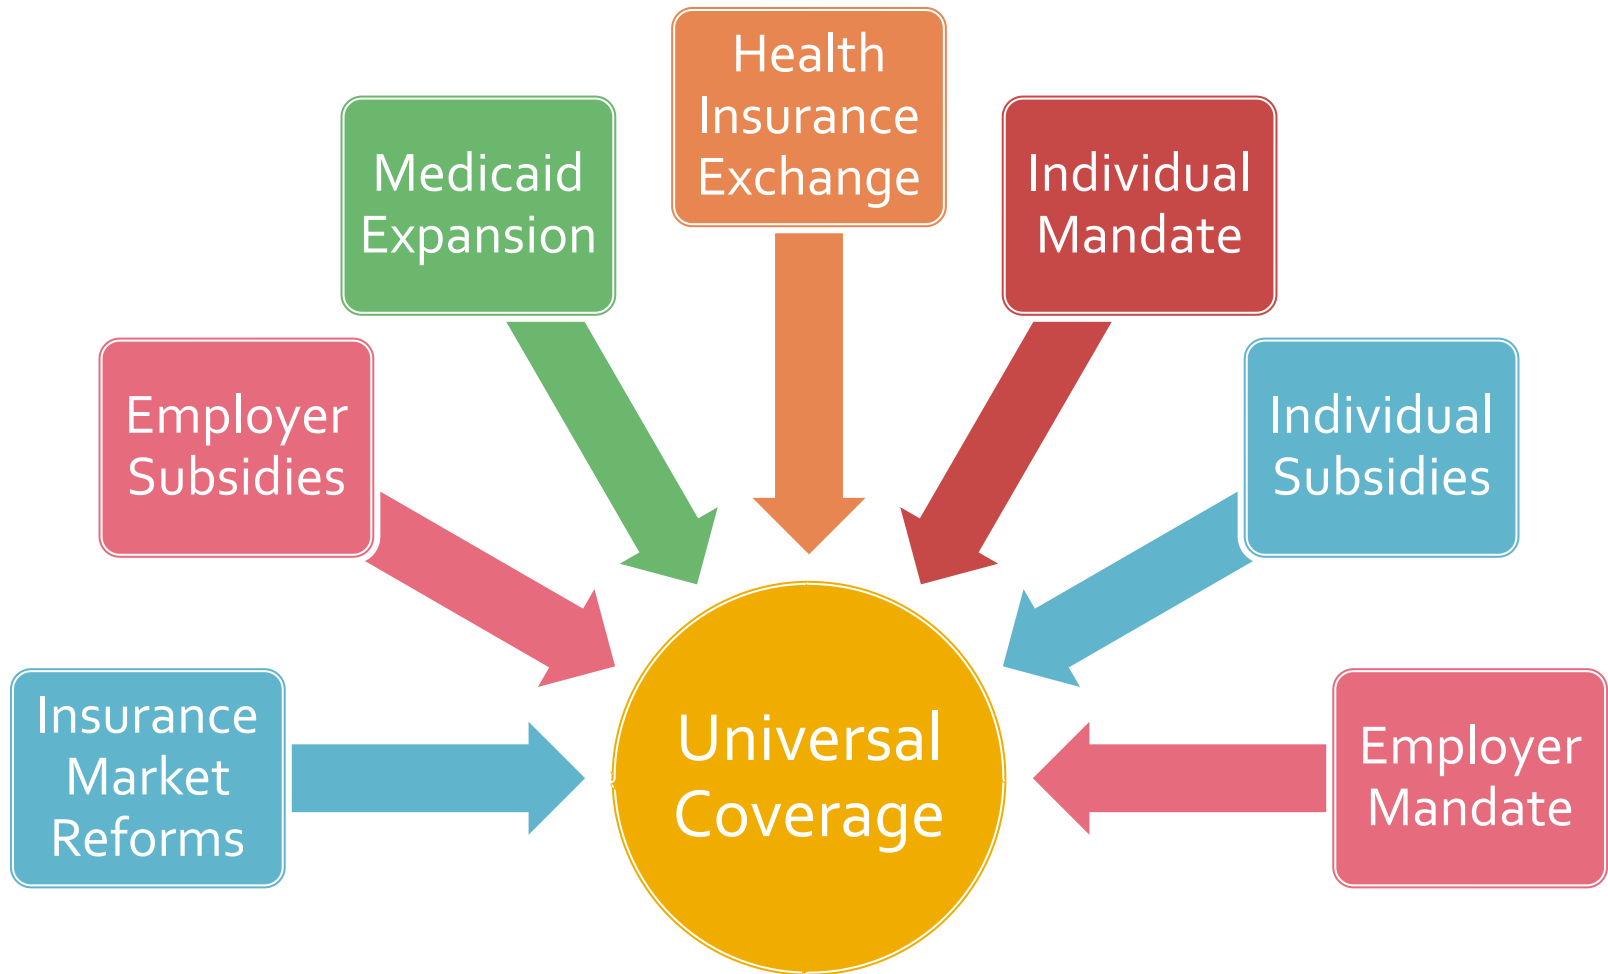 Health
Insurance
Exchange
Medicaid
Expansion
Individual
Mandate
Employer
Subsidies
Individual
Subsidies
Insurance
Market
Reforms
Universal
Coverage
Employer
Mandate